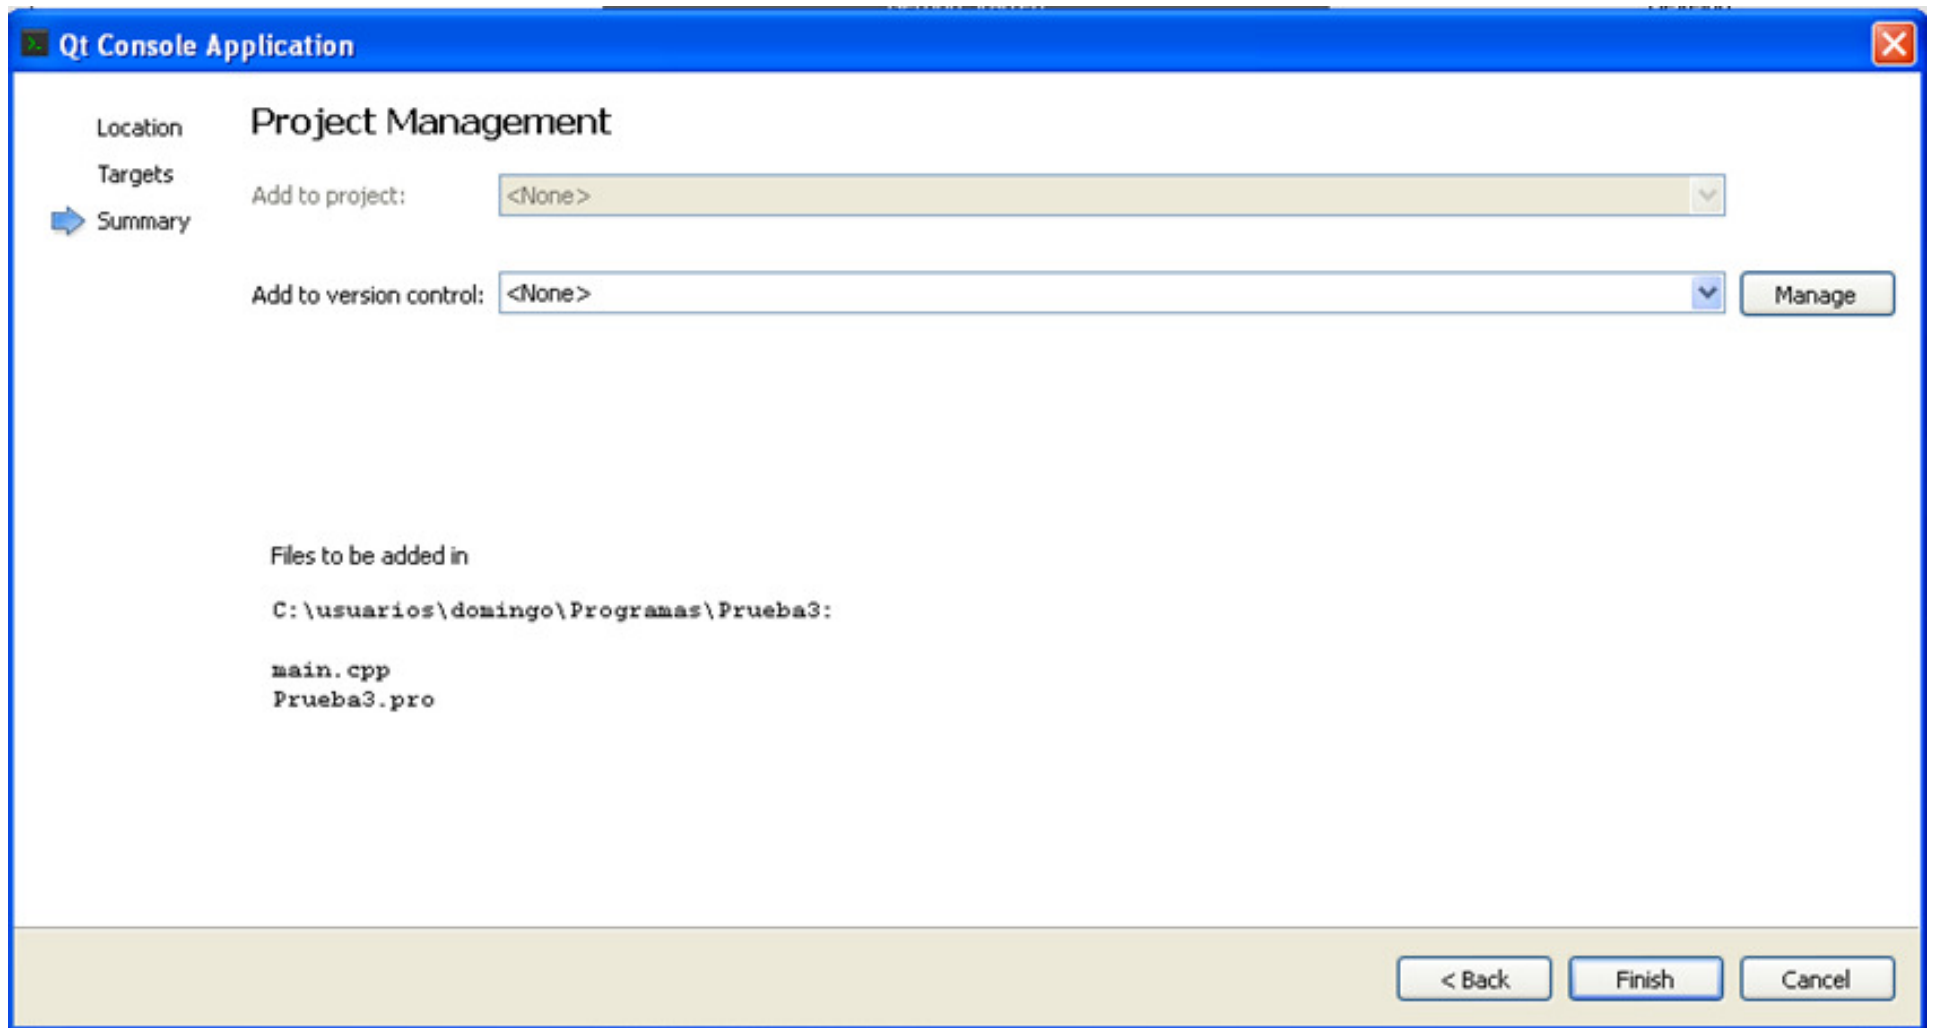 Qt Console Application
Location
Targets
Summary
Project Management
Add to project: <None>
Add to version control: <None> Manage
Files to be added in
C:\usuarios\domingo\Programas\Prueba3:
main.cpp
Prueba3.pro
< Back Finish Cancel